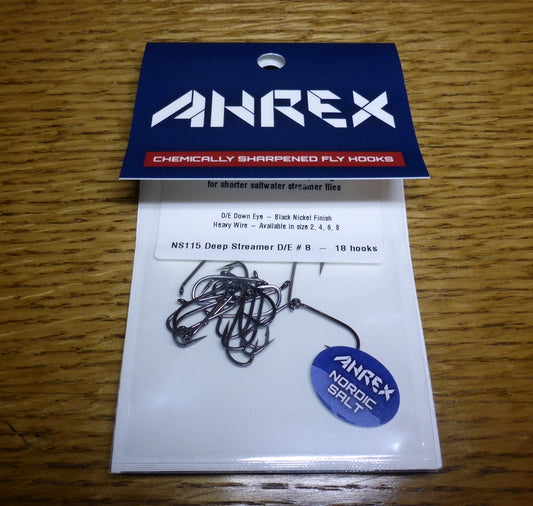 AHREX
CHEMICALLY SHARPENED FLY HOOKS
for shorter saltwater streamer flies
D/E Down Eye – Black Nickel Finish
Heavy Wire – Available in size 2, 4, 6, 8
NS115 Deep Streamer D/E # 8 – 18 hooks
AHREX
NORDIC
SALT